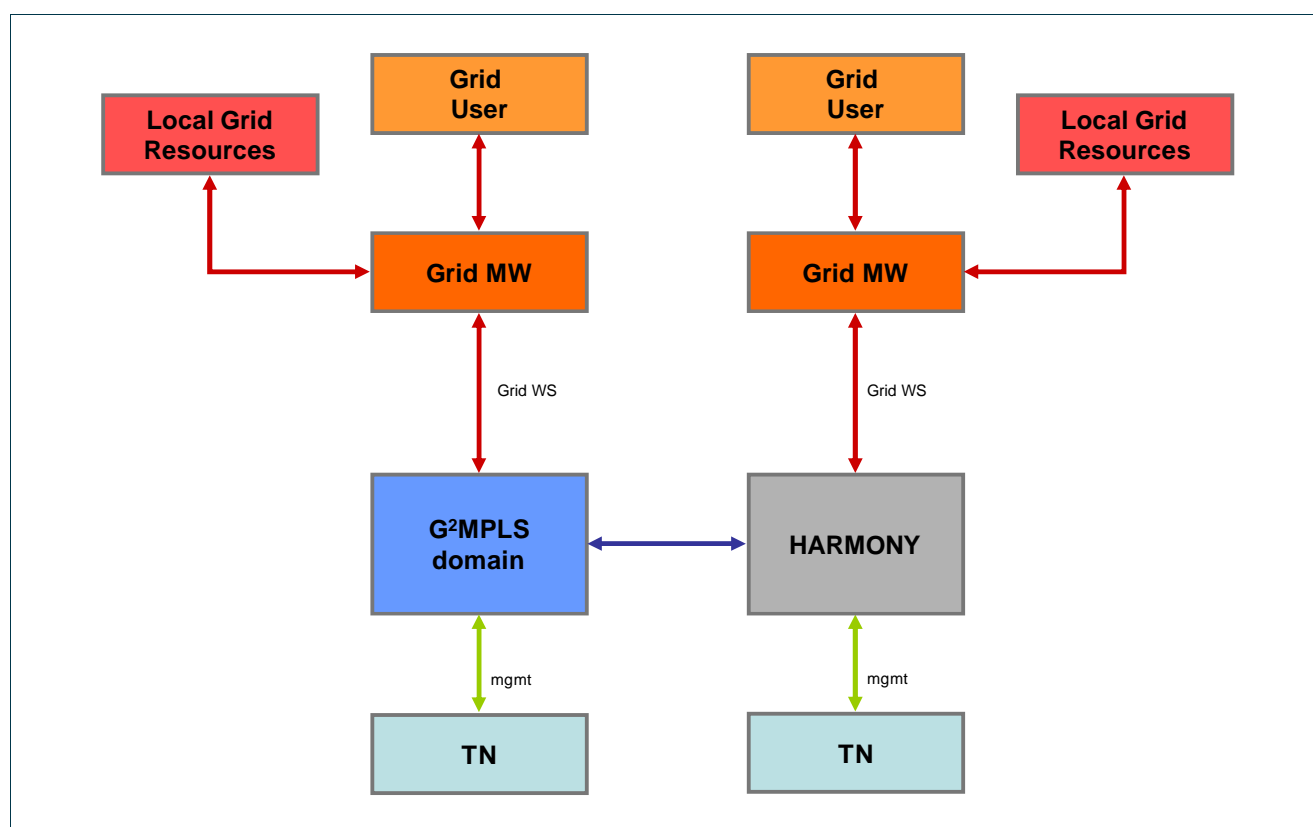 Grid
User
Grid
User
Local Grid
Resources
Local Grid
Resources
Grid MW
Grid MW
Grid WS
Grid WS
G²MPLS
domain
HARMONY
mgmt
mgmt
TN
TN